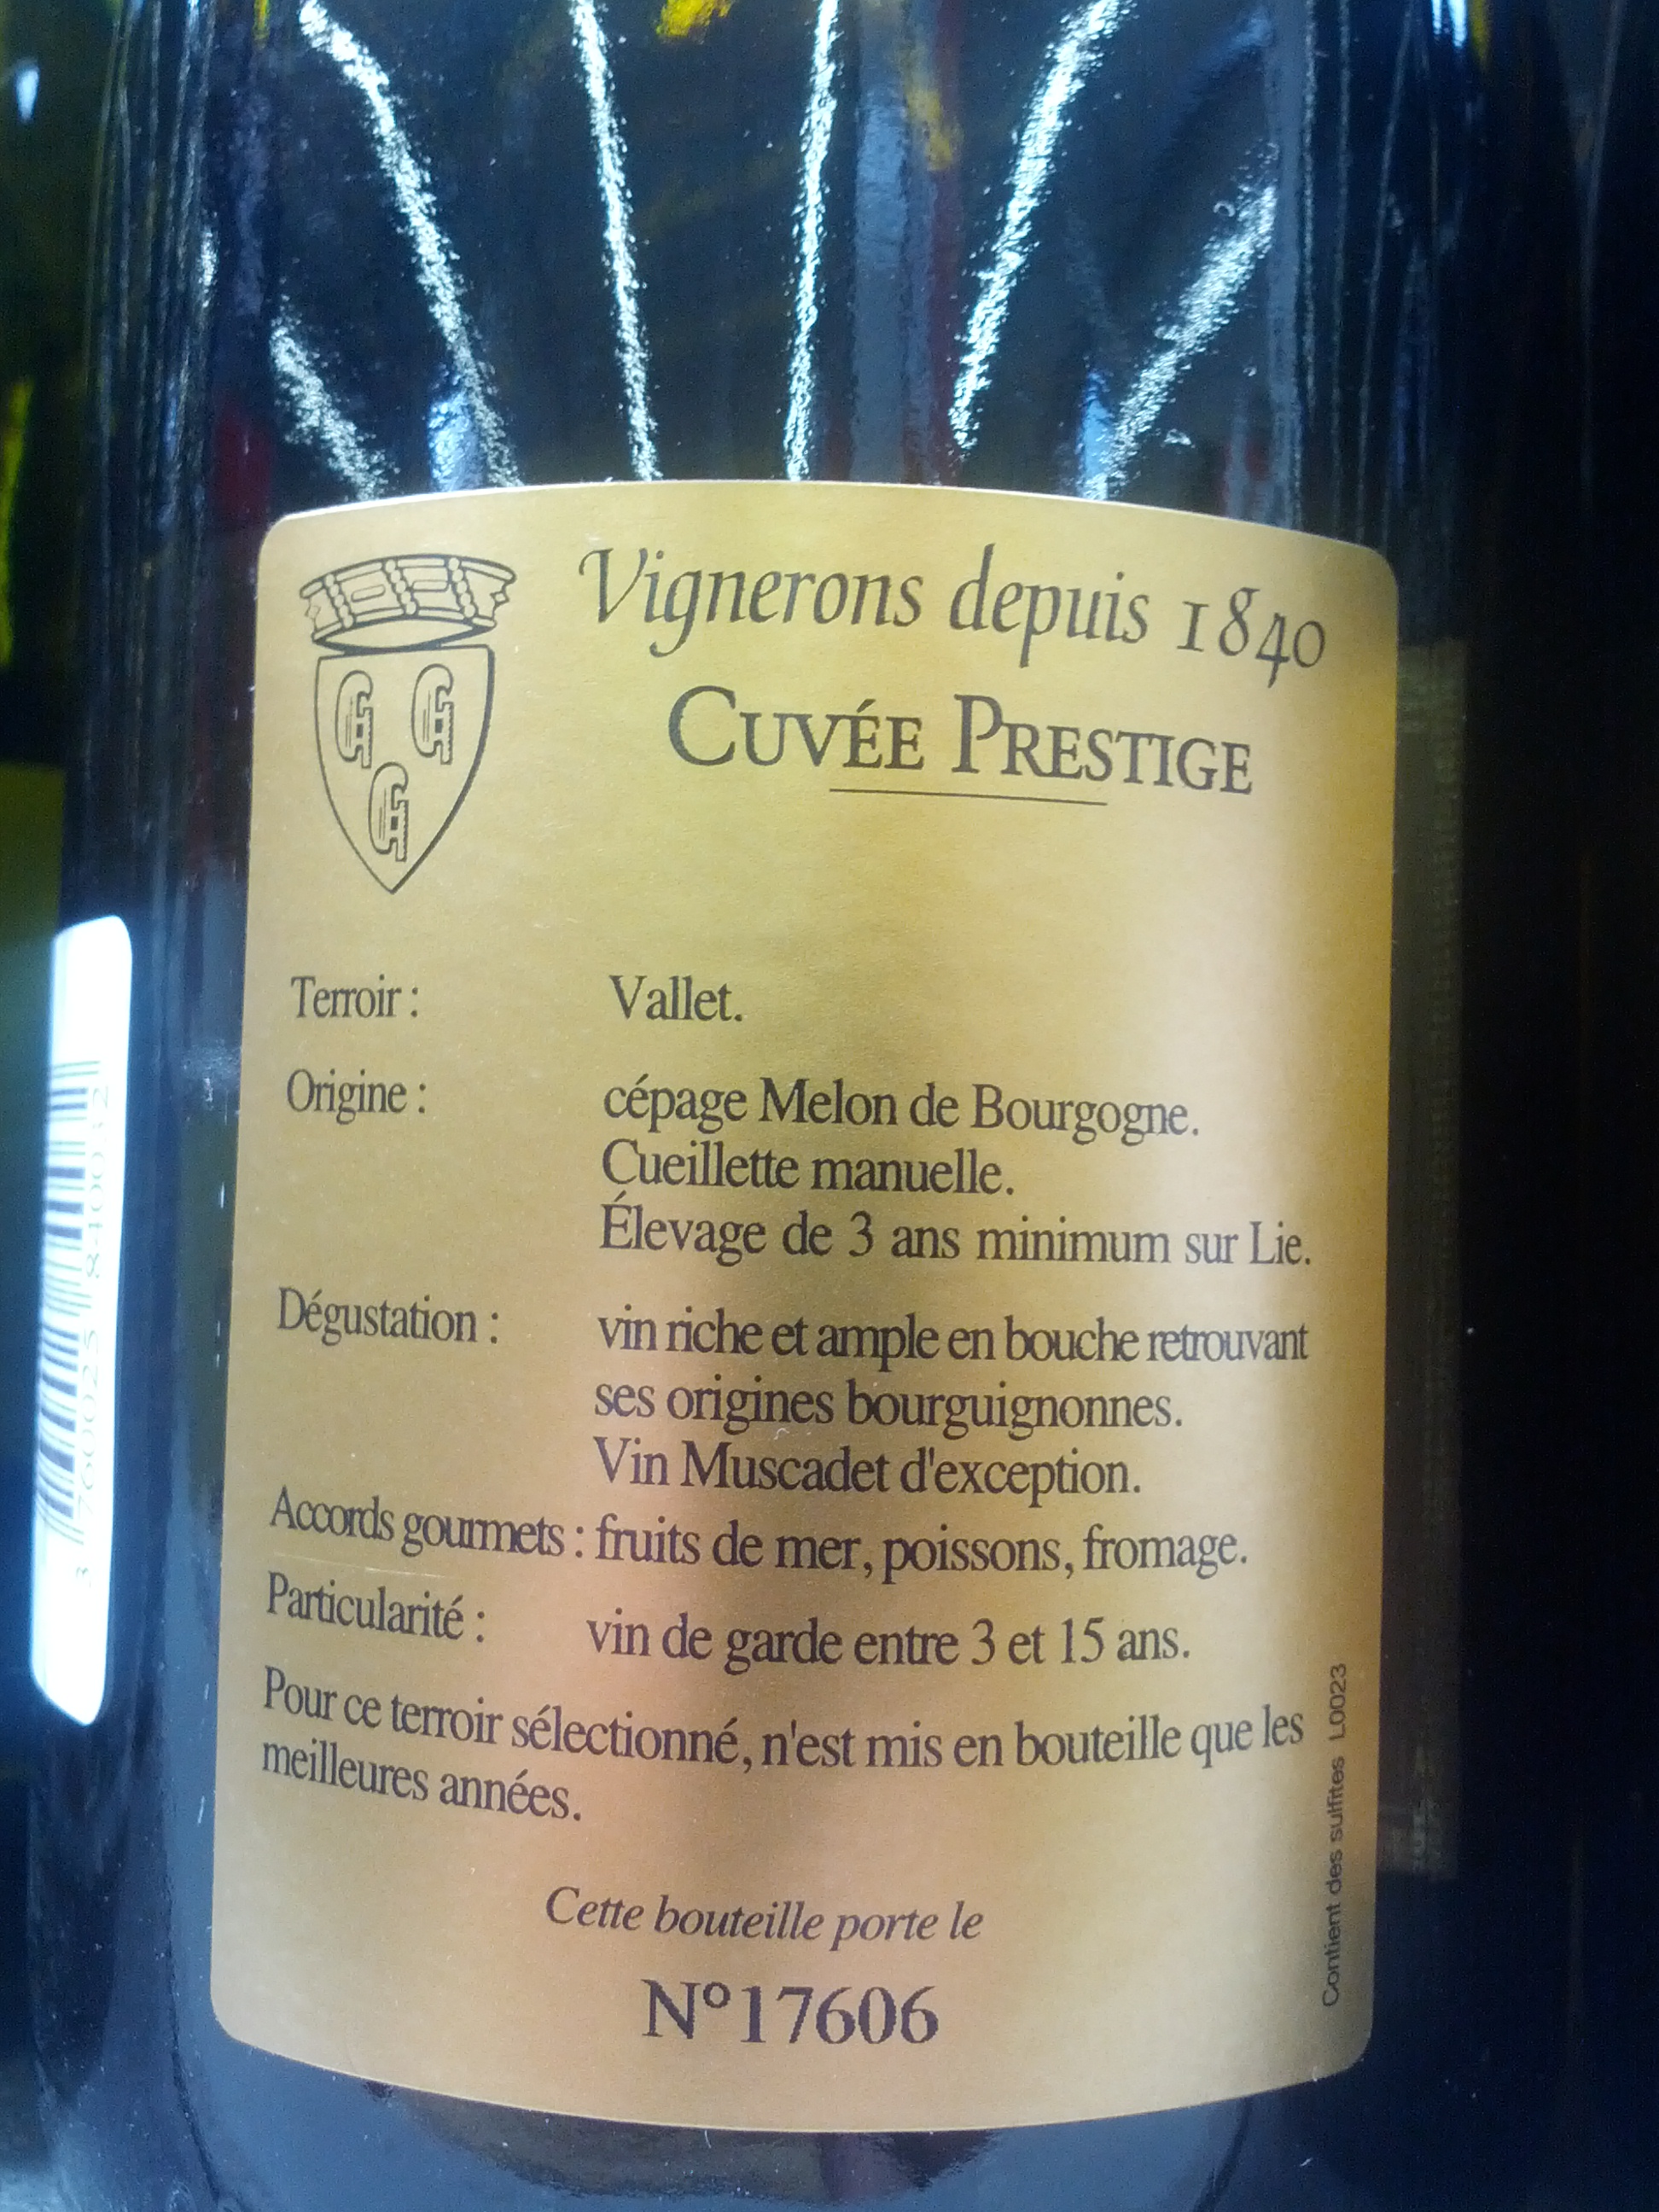 Vignerons depuis 1840
CUVÉE PRESTIGE
G G
G
Terroir : Vallet.
Origine : cépage Melon de Bourgogne.
Cueillette manuelle.
Élevage de 3 ans minimum sur Lie.
Dégustation : vin riche et ample en bouche retrouvant
ses origines bourguignonnes.
Vin Muscadet d'exception.
Accords gourmets : fruits de mer, poissons, fromage.
Particularité : vin de garde entre 3 et 15 ans.
Pour ce terroir sélectionné, n'est mis en bouteille que les
meilleures années.
Cette bouteille porte le
N°17606
Contient des sulfites L0023